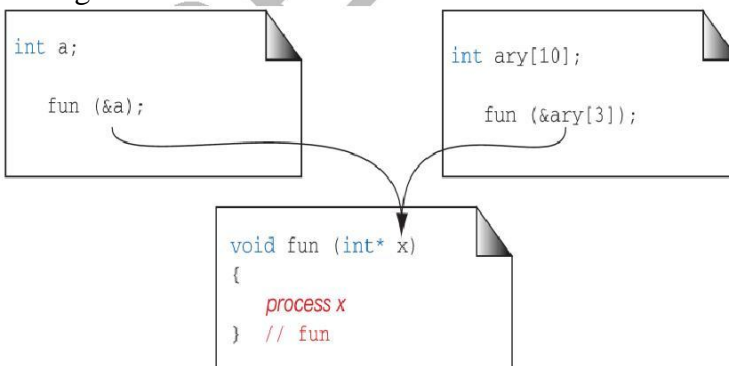 int a;
fun (&a);
int ary[10];
fun (&ary[3]);
void fun (int* x)
{
process x
} // fun